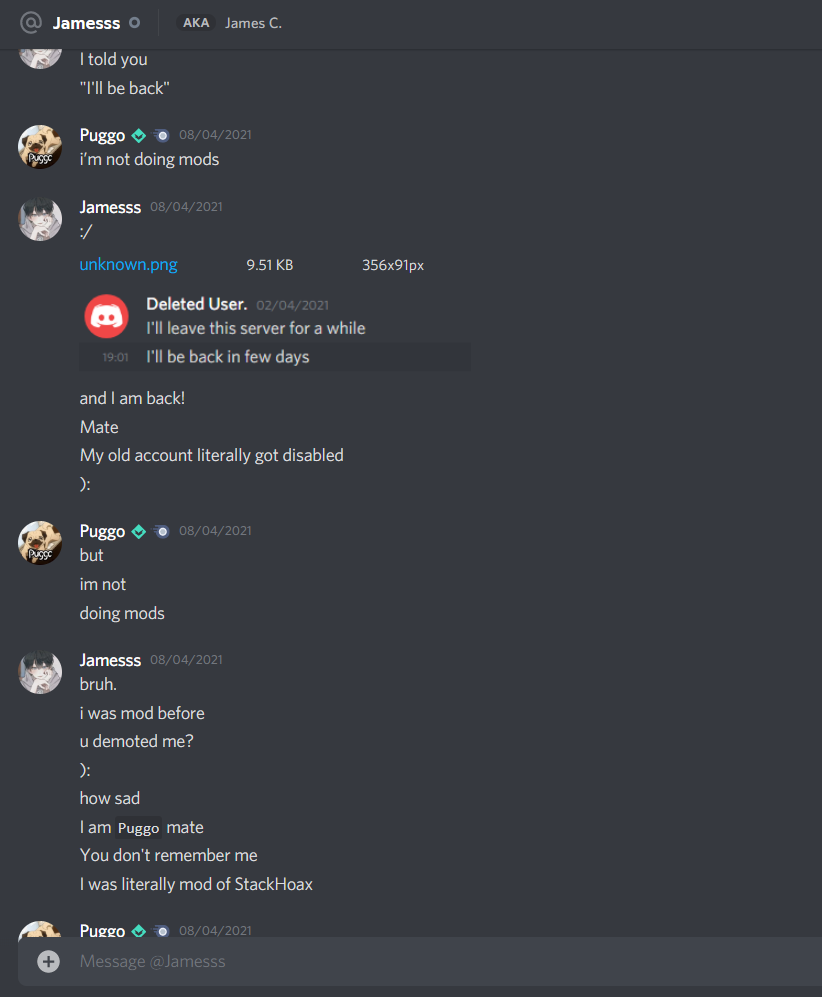 Jamesss AKA James C.
I told you
"I'll be back"
Puggo 08/04/2021
i'm not doing mods
Jamesss 08/04/2021
:/
unknown.png 9.51 KB 356x91px
Deleted User. 02/04/2021
I'll leave this server for a while
19:01 I'll be back in few days
and I am back!
Mate
My old account literally got disabled
):
Puggo 08/04/2021
but
im not
doing mods
Jamesss 08/04/2021
bruh.
i was mod before
u demoted me?
):
how sad
I am Puggo mate
You don't remember me
I was literally mod of StackHoax
Puggo 08/04/2021
Message @Jamesss